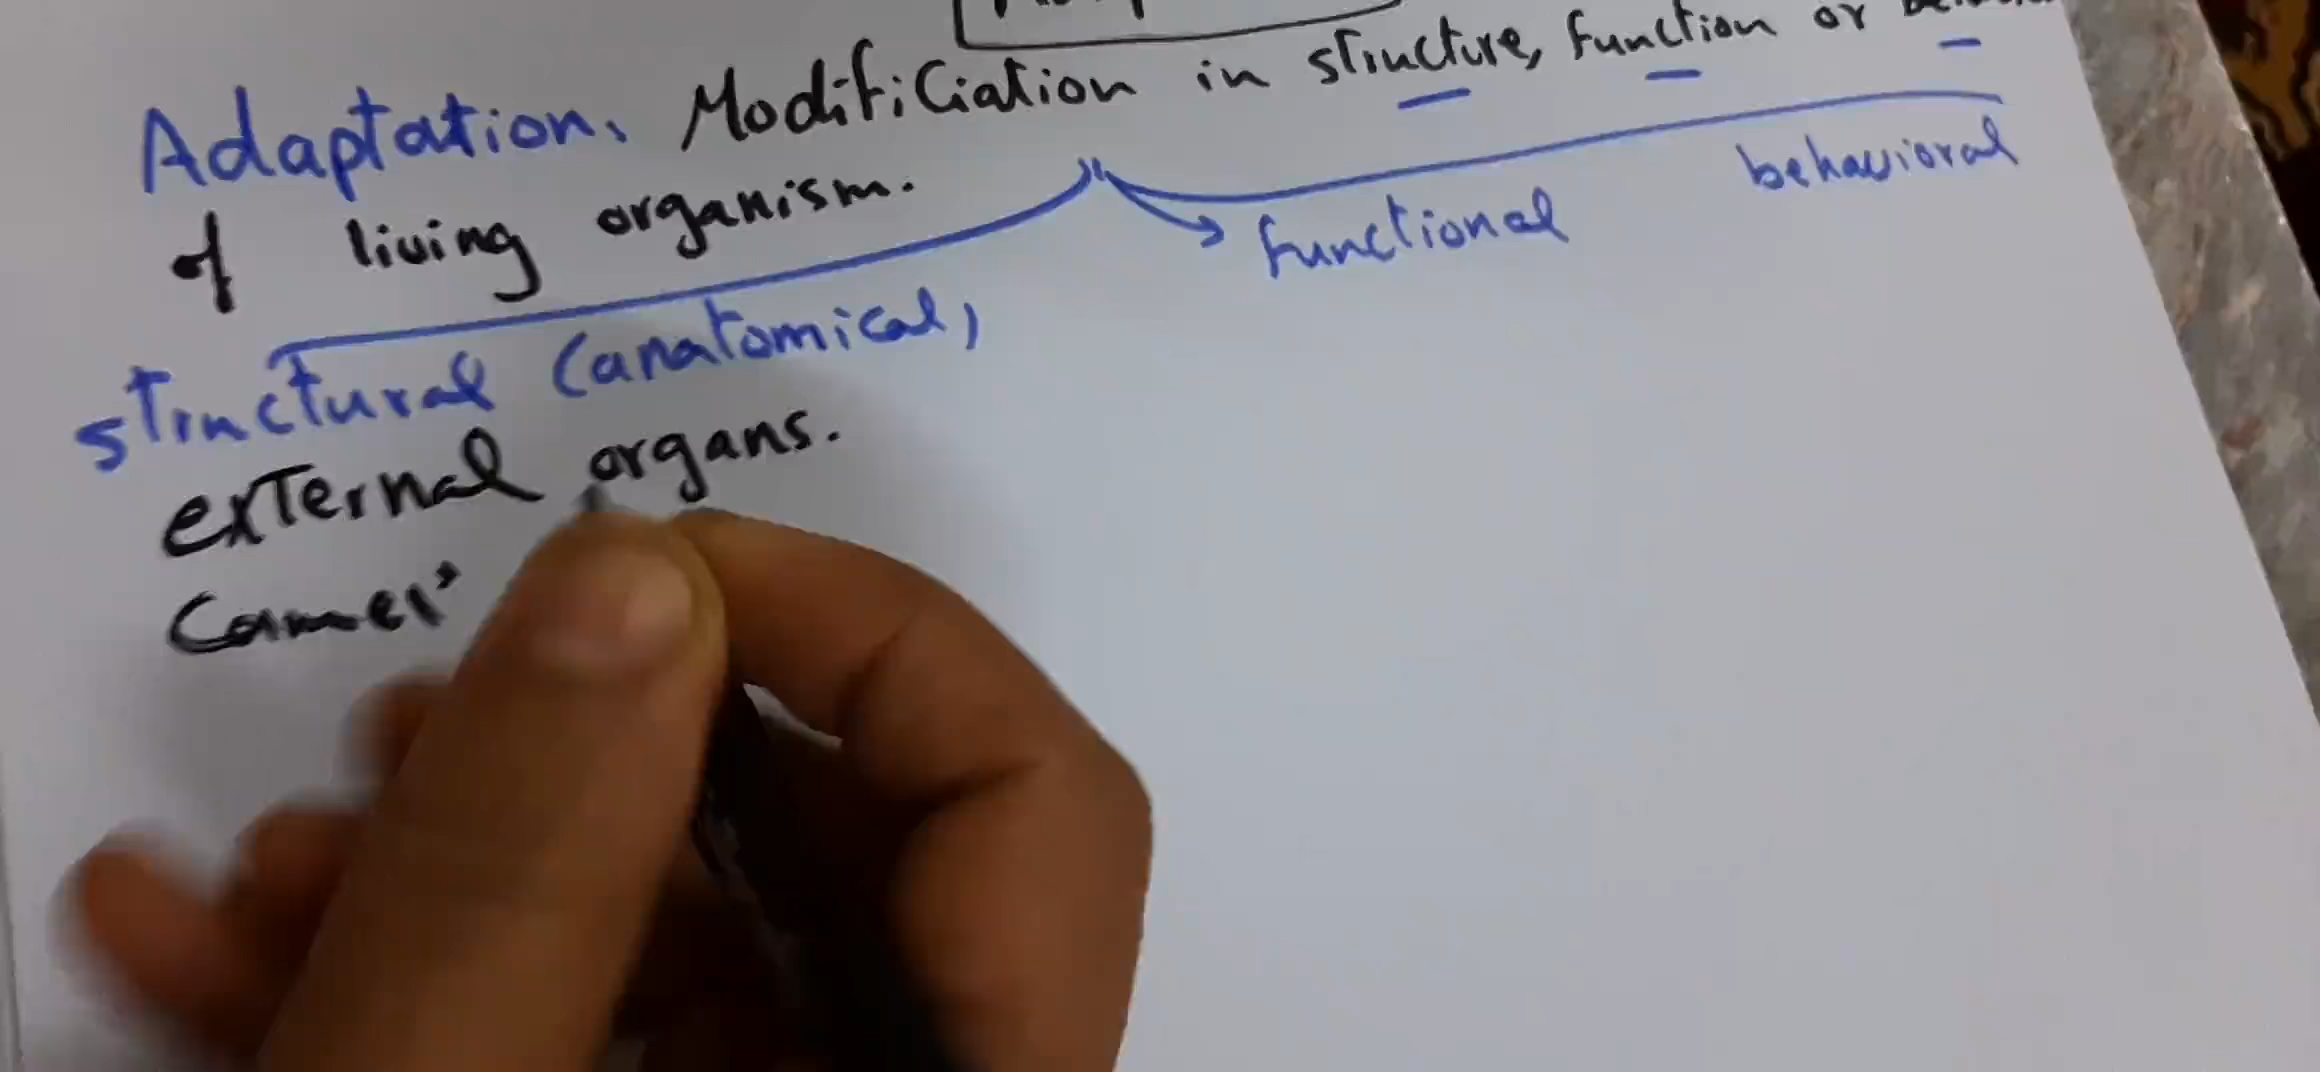 Adaptation. Modificiation in structure, function or
of living organism.
structural (anatomical)
functional
behavioral
external organs.
Camel'